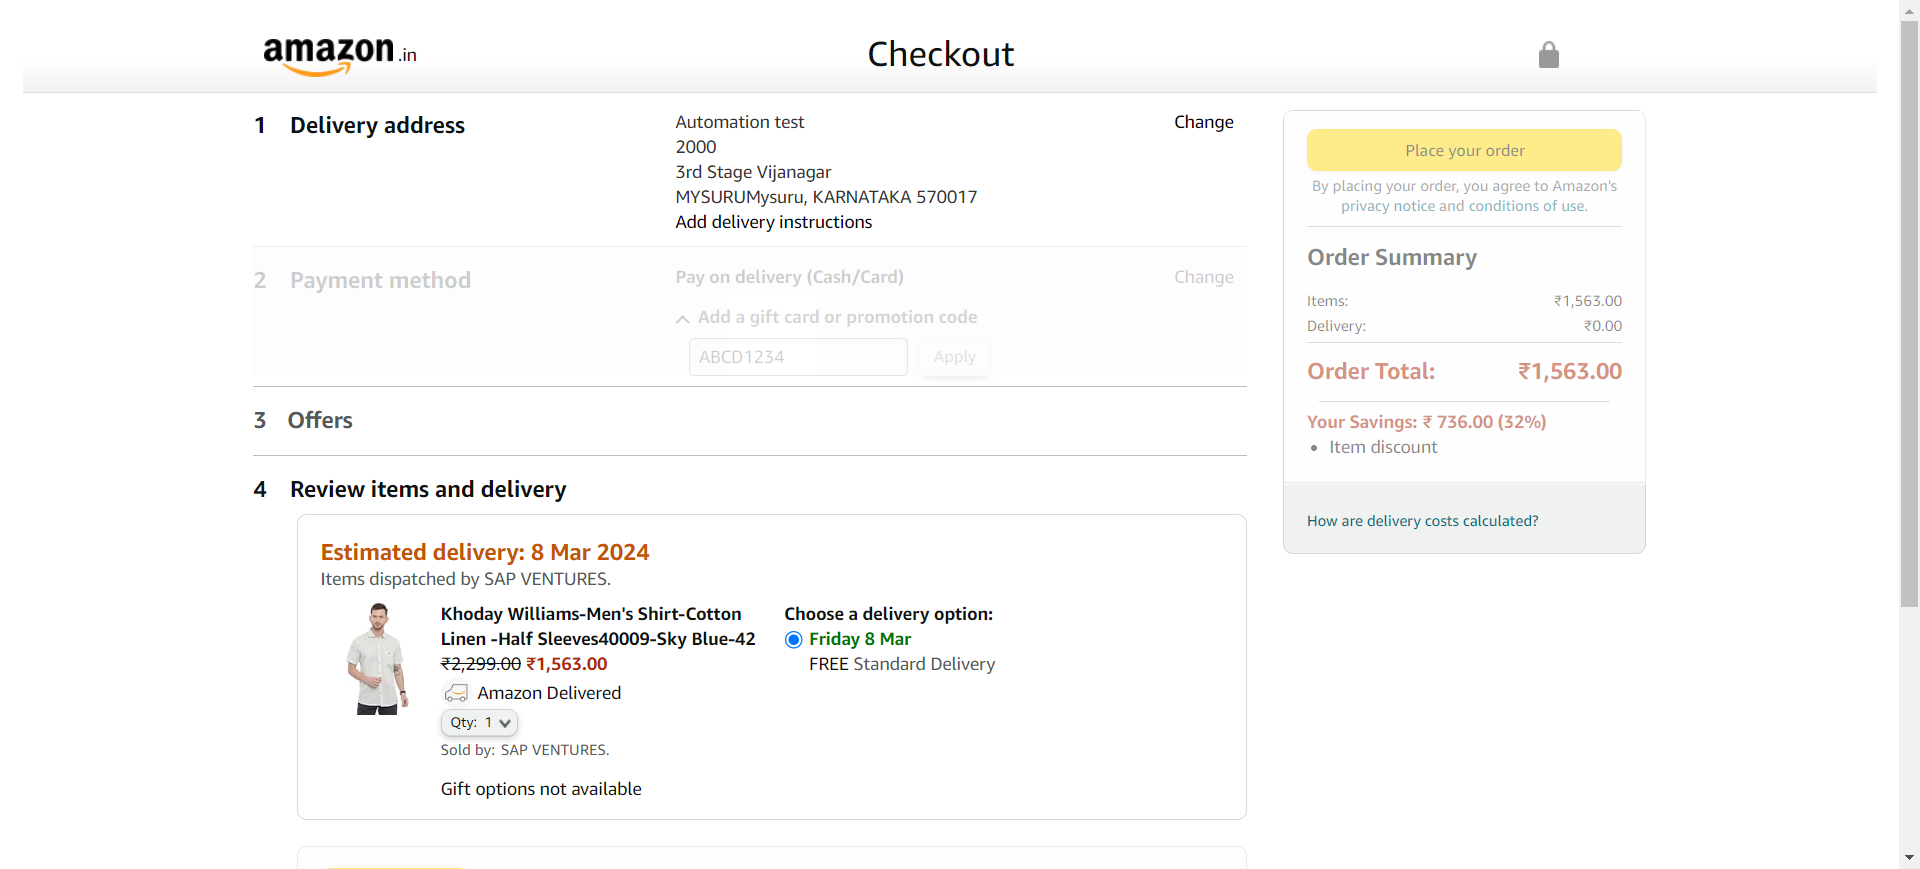 amazon.in
Checkout
1 Delivery address
Automation test
2000
3rd Stage Vijanagar
MYSURUMysuru, KARNATAKA 570017
Add delivery instructions
Change
2 Payment method
Pay on delivery (Cash/Card)
Change
Add a gift card or promotion code
ABCD1234
Apply
3 Offers
4 Review items and delivery
Estimated delivery: 8 Mar 2024
Items dispatched by SAP VENTURES.
Khoday Williams-Men's Shirt-Cotton
Linen -Half Sleeves40009-Sky Blue-42
₹2,299.00 ₹1,563.00
Amazon Delivered
Qty: 1
Sold by: SAP VENTURES.
Gift options not available
Choose a delivery option:
Friday 8 Mar
FREE Standard Delivery
Place your order
By placing your order, you agree to Amazon's
privacy notice and conditions of use.
Order Summary
Items: ₹1,563.00
Delivery: ₹0.00
Order Total: ₹1,563.00
Your Savings: ₹ 736.00 (32%)
• Item discount
How are delivery costs calculated?